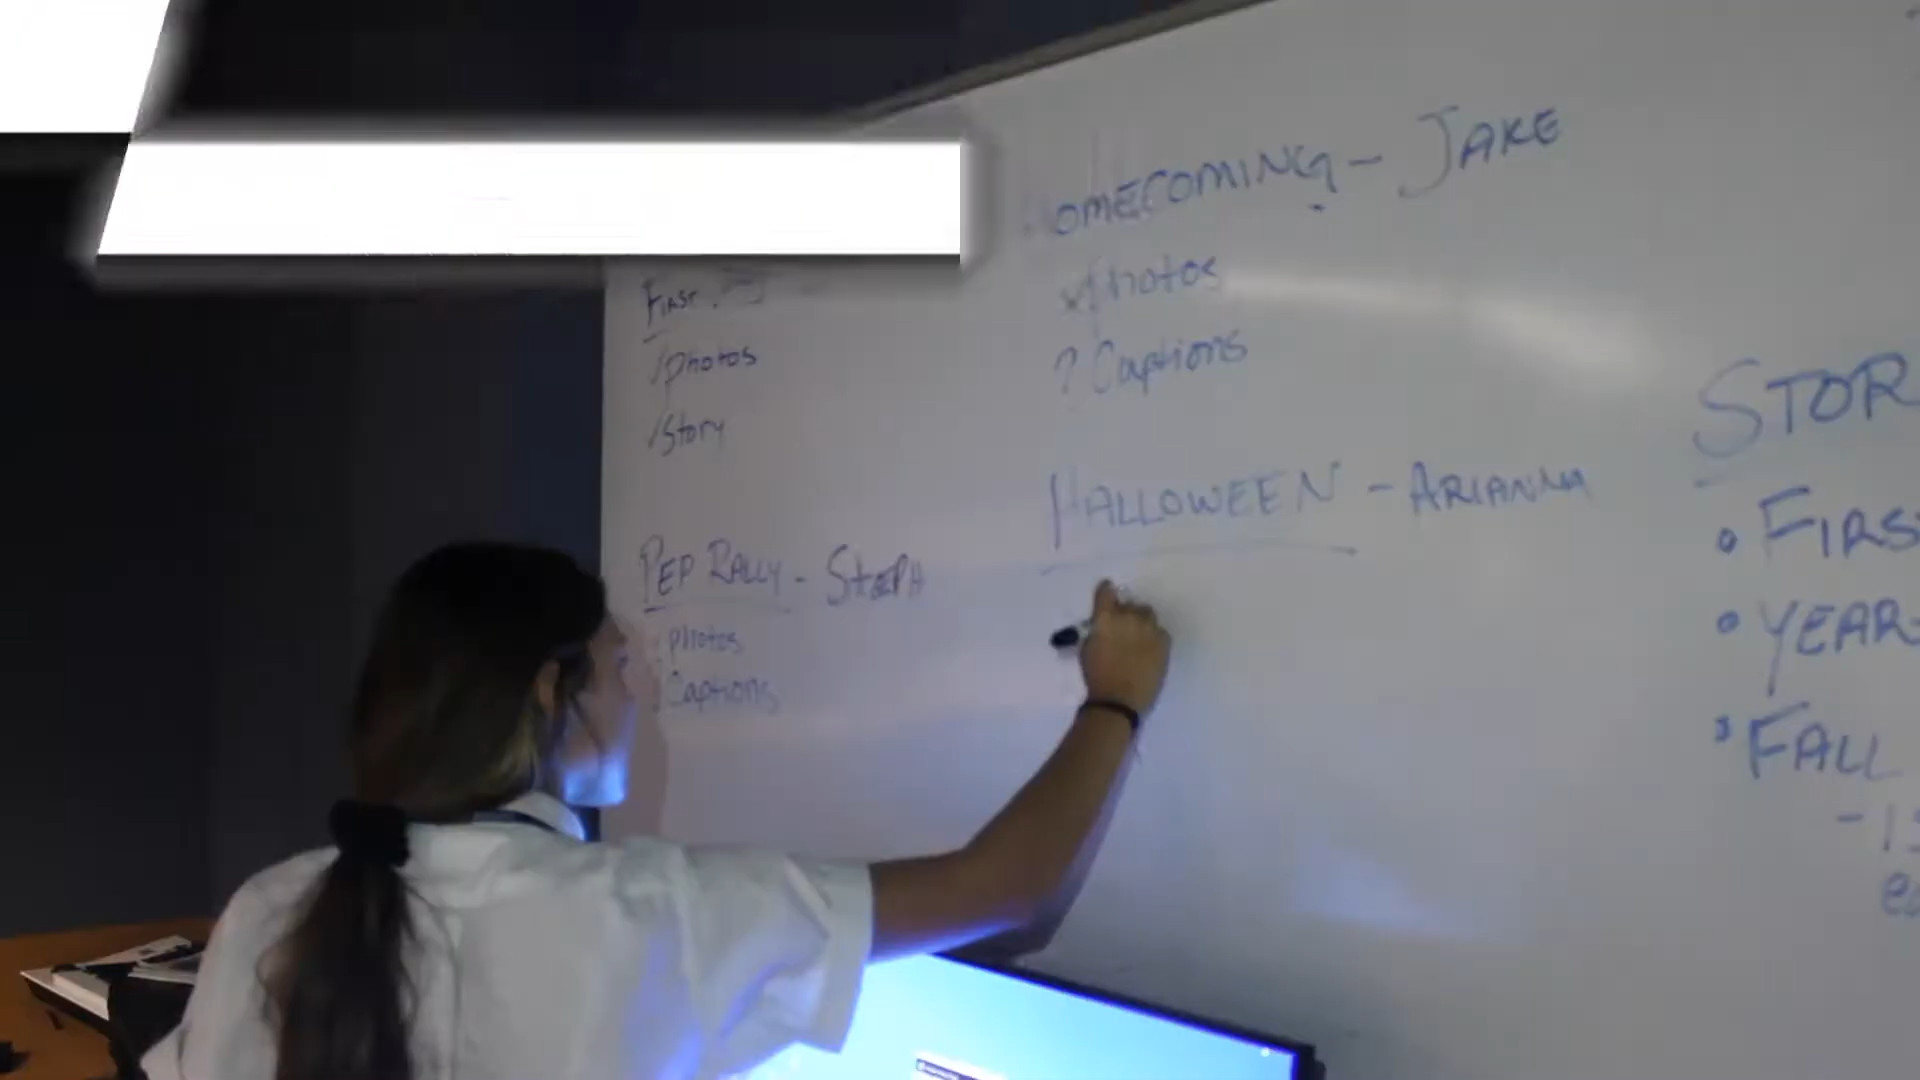 FIRST
✓photos
✓Story
PEP RALLY - STEPH
photos
Captions
HOMECOMING - JAKE
photos
? Captions
HALLOWEEN - ARIANNA
STOR
• FIRS
• YEAR-
• FALL